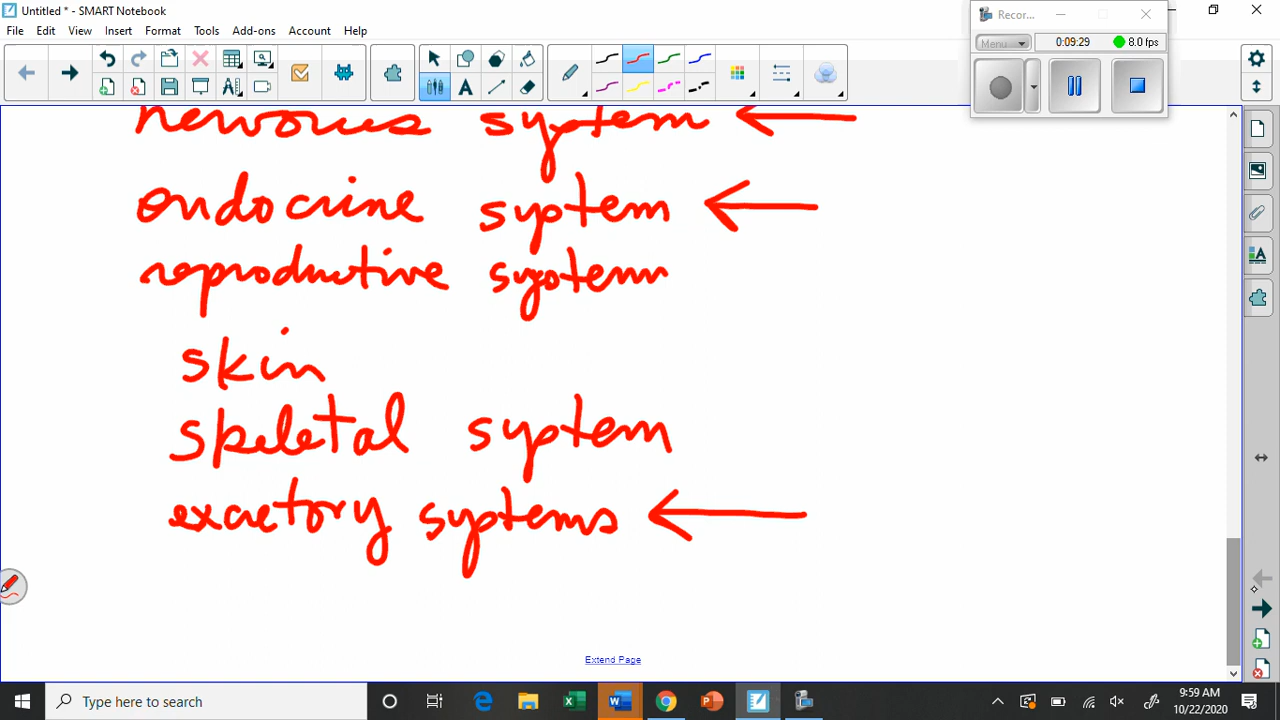 Untitled * - SMART Notebook
File Edit View Insert Format Tools Add-ons Account Help
Recor...
Menu 0:09:29 8.0 fps
nervous system
endocrine system
reproductive system
skin
skeletal system
excretory systems
Extend Page
Type here to search
9:59 AM
10/22/2020